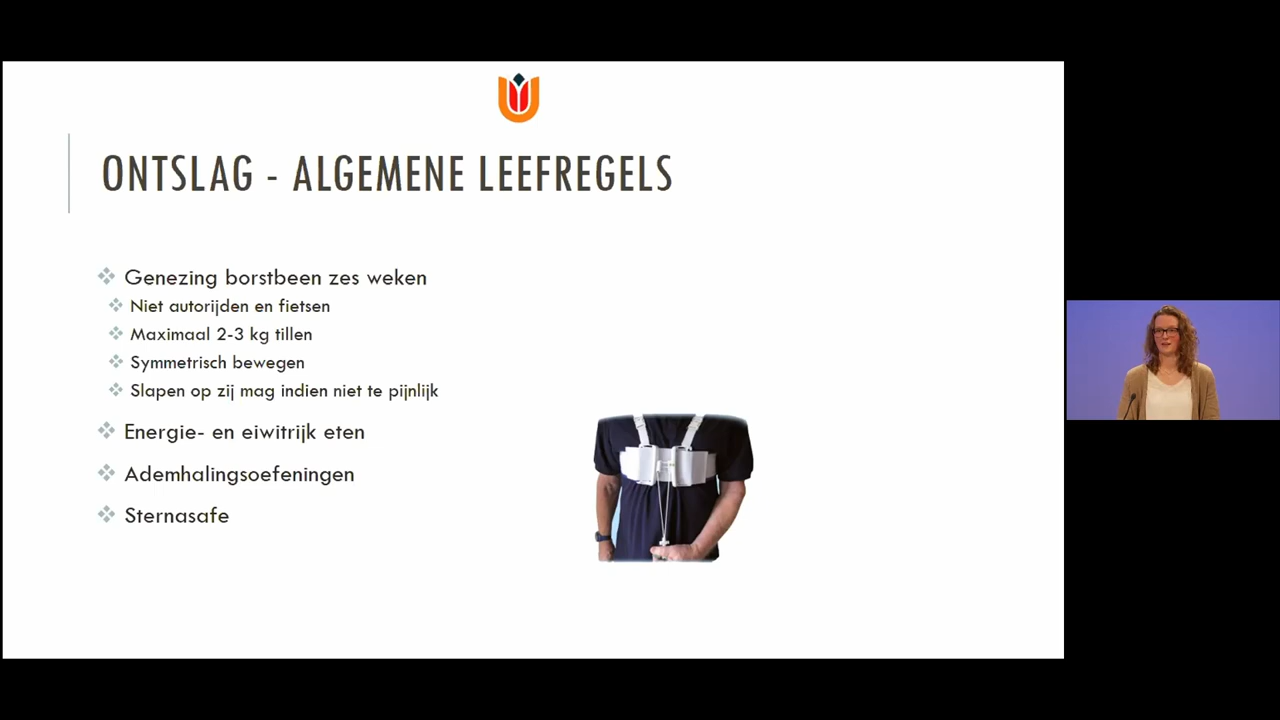 ONTSLAG - ALGEMENE LEEFREGELS
Genezing borstbeen zes weken
Niet autorijden en fietsen
Maximaal 2-3 kg tillen
Symmetrisch bewegen
Slapen op zij mag indien niet te pijnlijk
Energie- en eiwitrijk eten
Ademhalingsoefeningen
Sternasafe